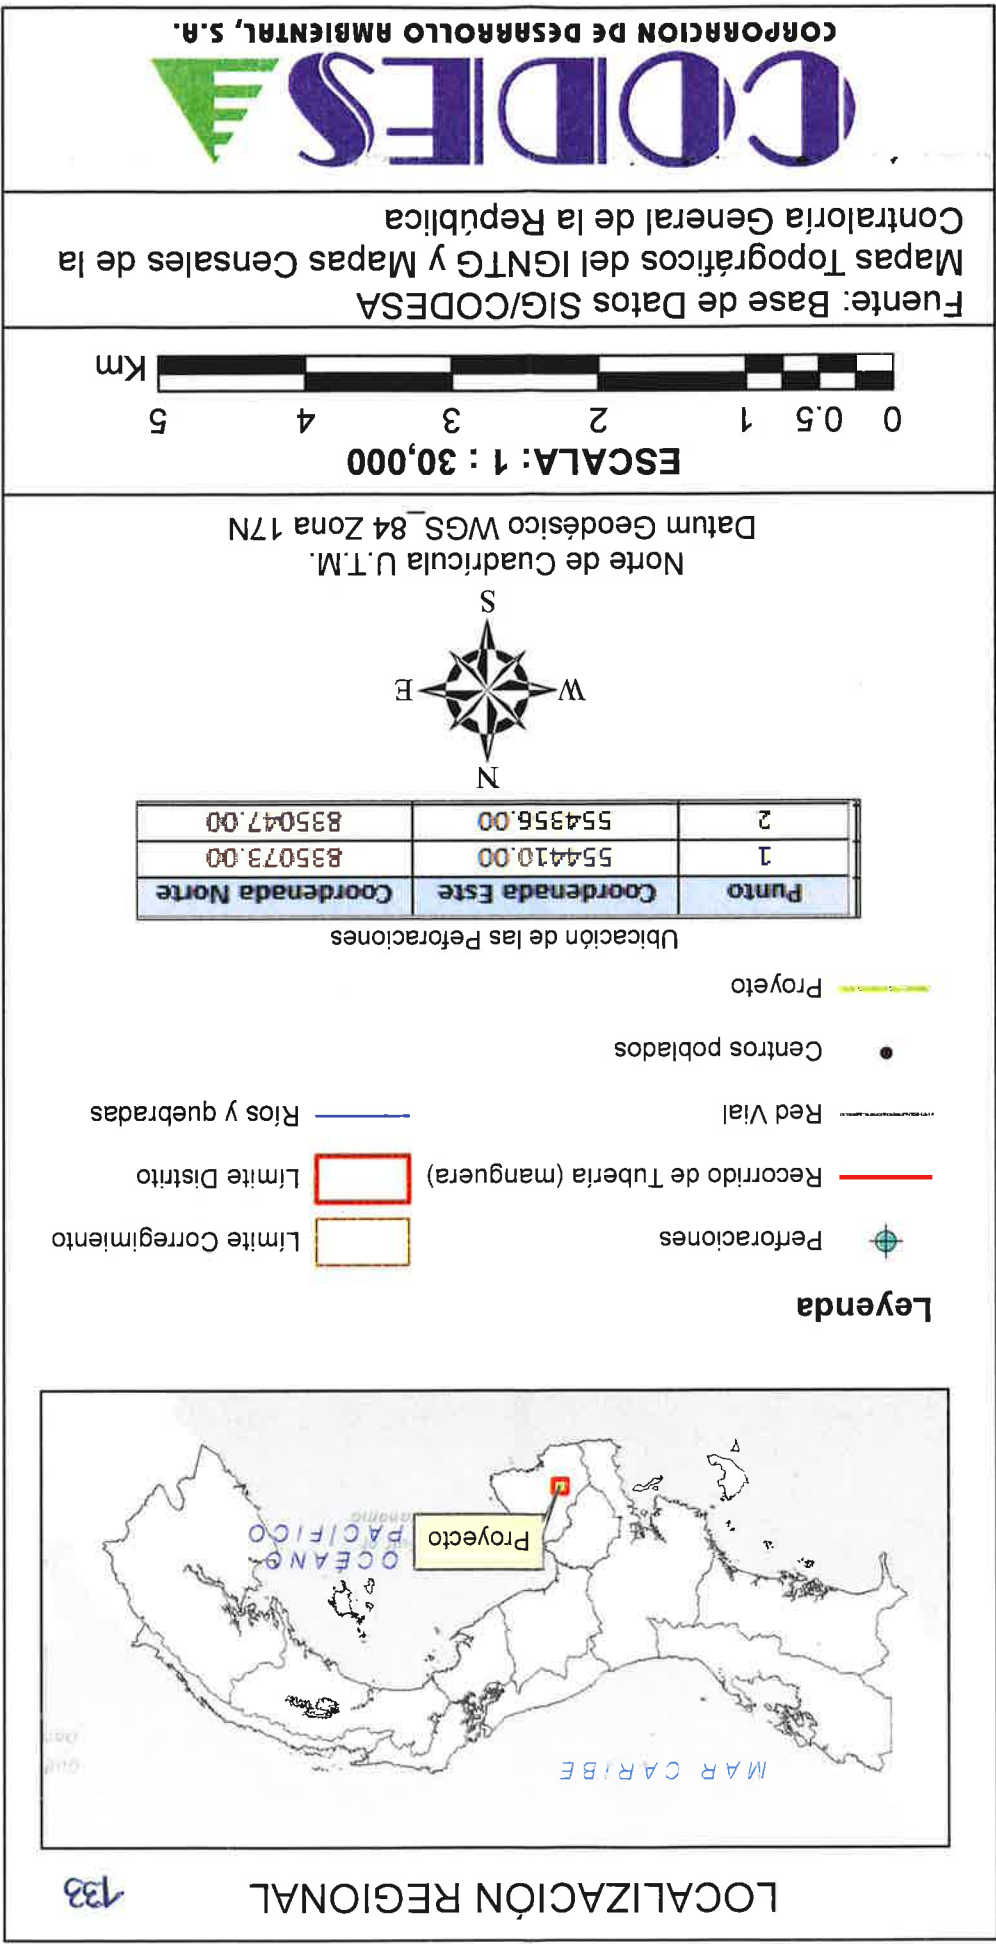 LOCALIZACIÓN REGIONAL
133
MAR CARIBE
OCÉANO
PACÍFICO
Proyecto
Leyenda
Perforaciones
Límite Corregimiento
Recorrido de Tubería (manguera)
Límite Distrito
Red Vial
Ríos y quebradas
Centros poblados
Proyeto
Ubicación de las Peforaciones
Punto Coordenada Este Coordenada Norte
1 554410.00 835073.00
2 554356.00 835047.00
N
W E
S
Norte de Cuadrícula U.T.M.
Datum Geodésico WGS_84 Zona 17N
ESCALA: 1 : 30,000
0 0.5 1 2 3 4 5
Km
Fuente: Base de Datos SIG/CODESA
Mapas Topográficos del IGNTG y Mapas Censales de la
Contraloría General de la República
CODESA
CORPORACION DE DESARROLLO AMBIENTAL, S.A.